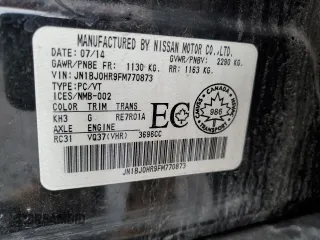 MANUFACTURED BY NISSAN MOTOR CO.,LTD.
DATE: 07/14 GVWR/PNBV: 2290 KG.
GAWR/PNBE FR: 1130 KG. RR: 1163 KG.
VIN: JN1BJ0HR9FM770873
TYPE: PC/VT
ICES/NMB-002
COLOR TRIM TRANS
KH3 G RE7R01A
AXLE ENGINE
RC31 VQ37(VHR) 3696CC
EC
CANADA
986
TRANSPORT
JN1BJ0HR9FM770873